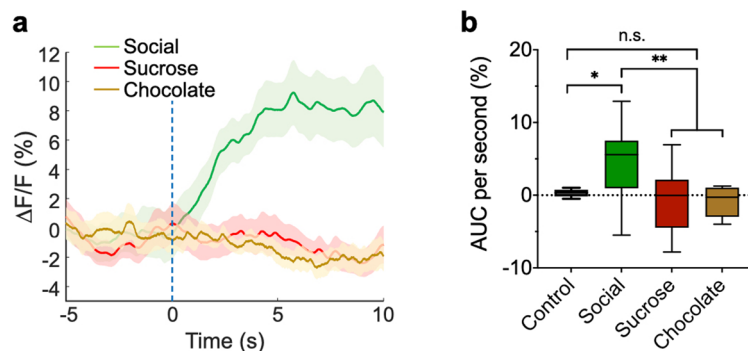 a
Social
Sucrose
Chocolate
ΔF/F (%)
12
10
8
6
4
2
0
-2
-4
-5
0
5
10
Time (s)
b
n.s.
*
**
AUC per second (%)
20
10
0
-10
Control
Social
Sucrose
Chocolate